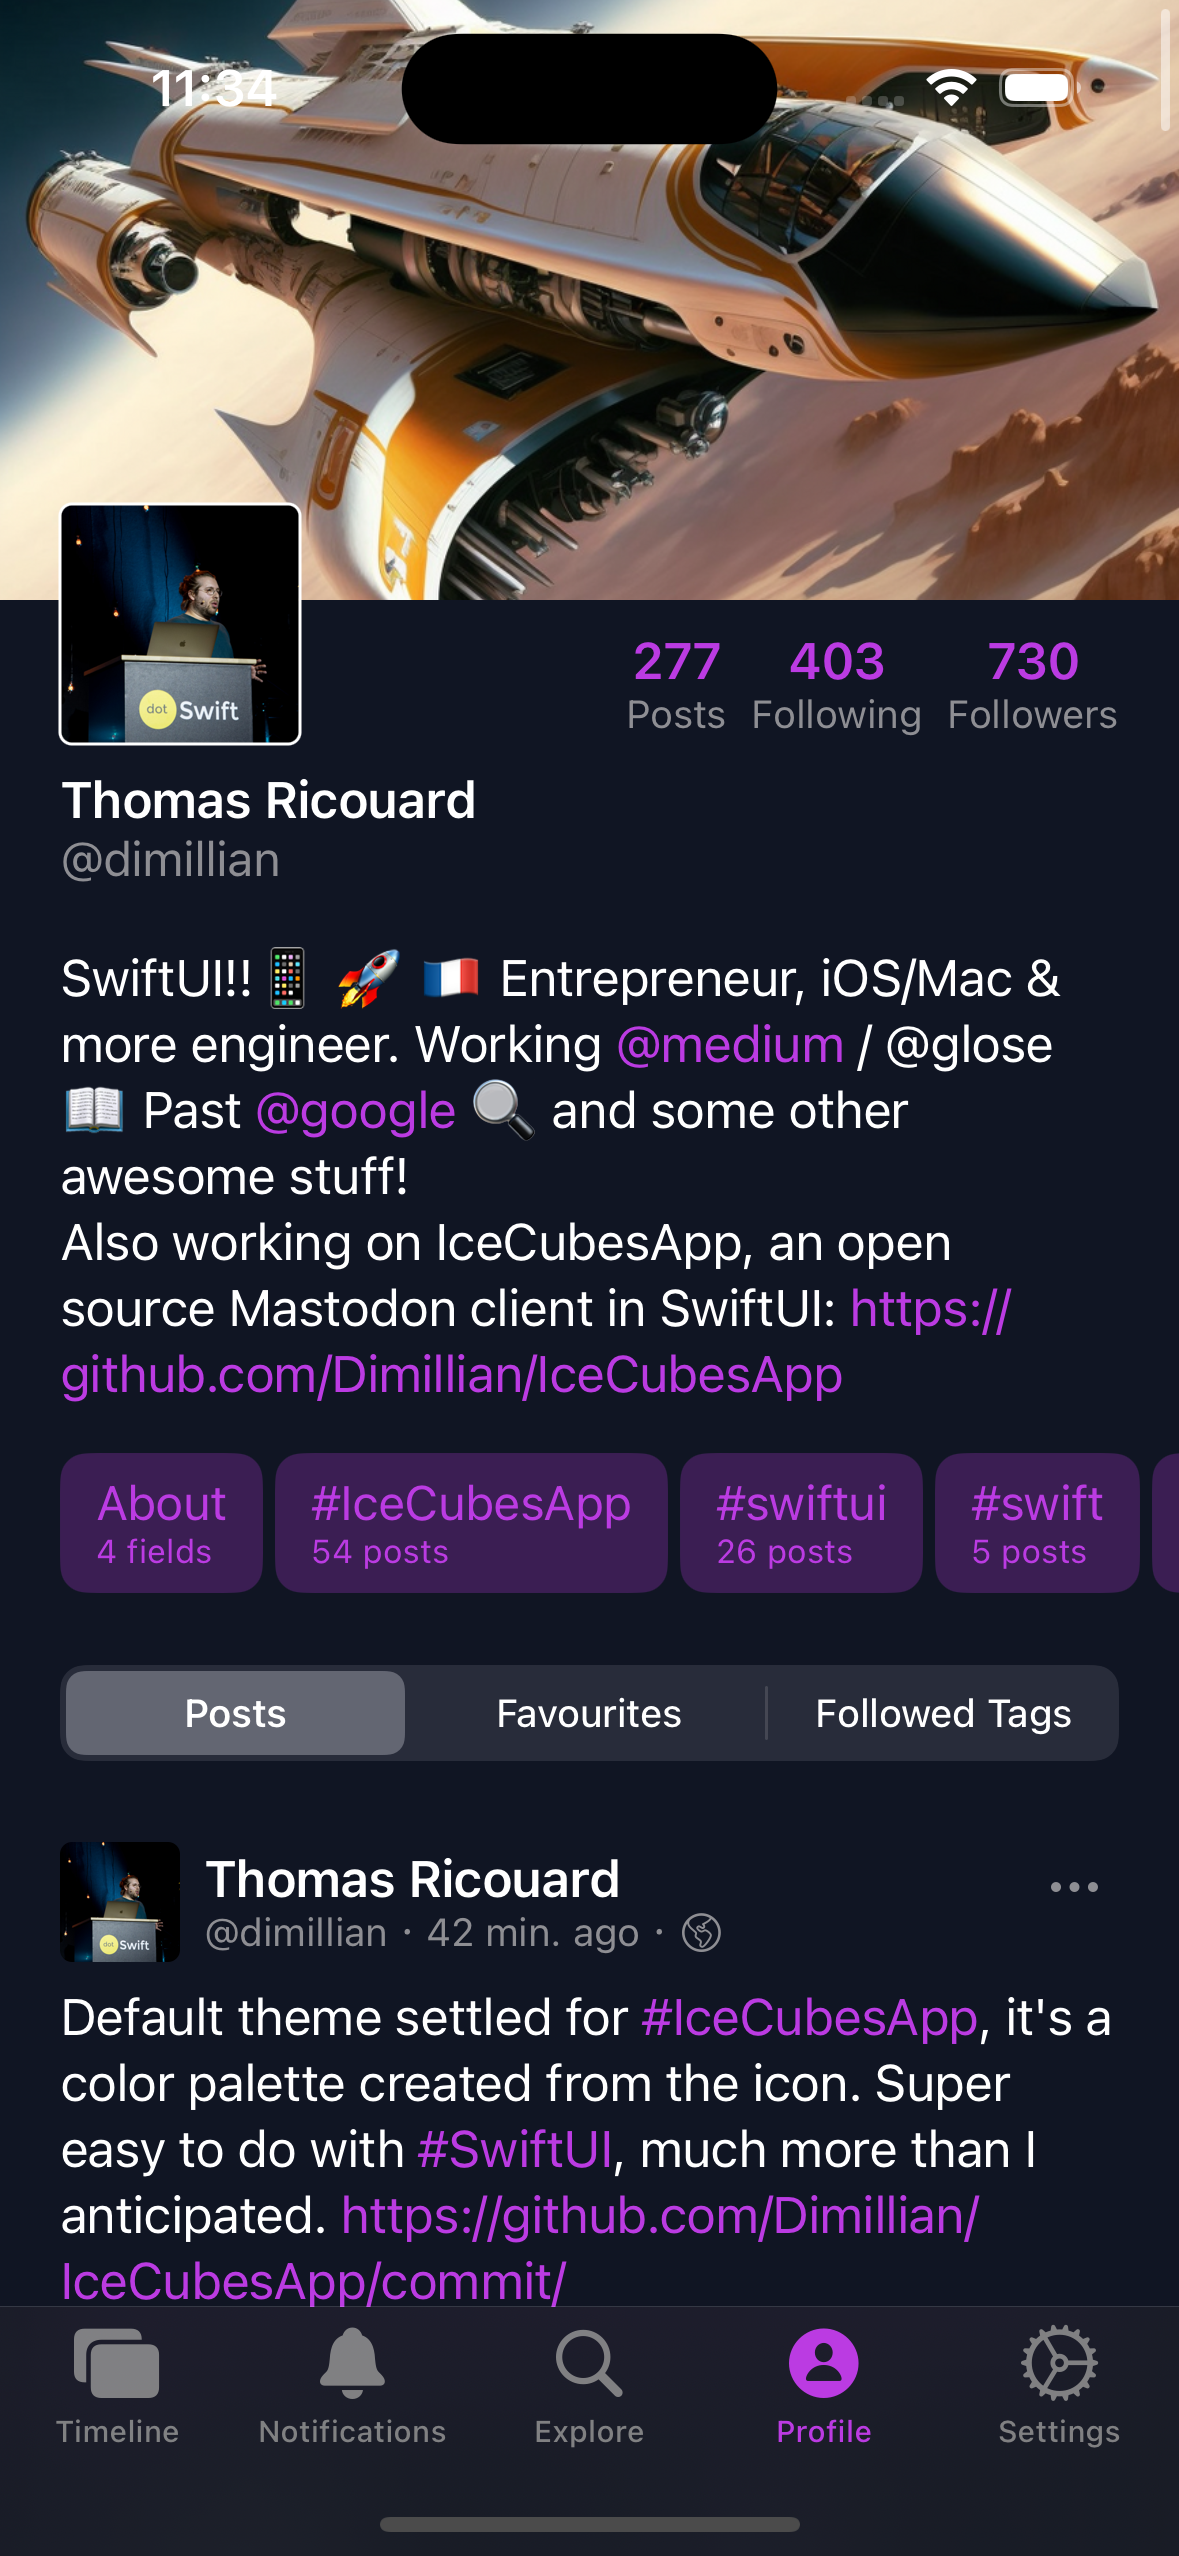 11:34
dot Swift
277 403 730
Posts Following Followers
Thomas Ricouard
@dimillian
SwiftUI!!📱 🚀 🇫🇷 Entrepreneur, iOS/Mac &
more engineer. Working @medium / @glose
📖 Past @google 🔍 and some other
awesome stuff!
Also working on IceCubesApp, an open
source Mastodon client in SwiftUI: https://
github.com/Dimillian/IceCubesApp
About #IceCubesApp #swiftui #swift
4 fields 54 posts 26 posts 5 posts
Posts Favourites Followed Tags
Thomas Ricouard
@dimillian · 42 min. ago ·
dot Swift
Default theme settled for #IceCubesApp, it's a
color palette created from the icon. Super
easy to do with #SwiftUI, much more than I
anticipated. https://github.com/Dimillian/
IceCubesApp/commit/
Timeline Notifications Explore Profile Settings